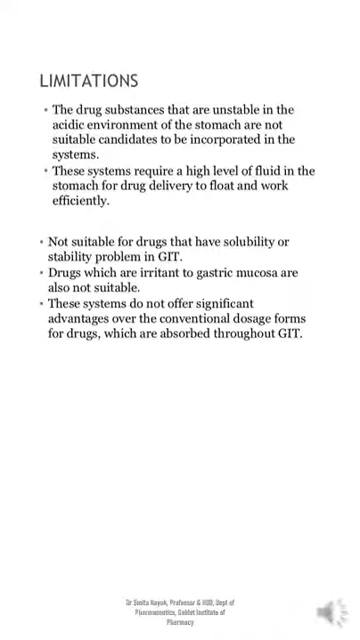 LIMITATIONS
• The drug substances that are unstable in the
acidic environment of the stomach are not
suitable candidates to be incorporated in the
systems.
• These systems require a high level of fluid in the
stomach for drug delivery to float and work
efficiently.
• Not suitable for drugs that have solubility or
stability problem in GIT.
• Drugs which are irritant to gastric mucosa are
also not suitable.
• These systems do not offer significant
advantages over the conventional dosage forms
for drugs, which are absorbed throughout GIT.
Dr Smita Nayak, Professor & HOD, Dept of
Pharmaceutics, Gahlot Institute of
Pharmacy